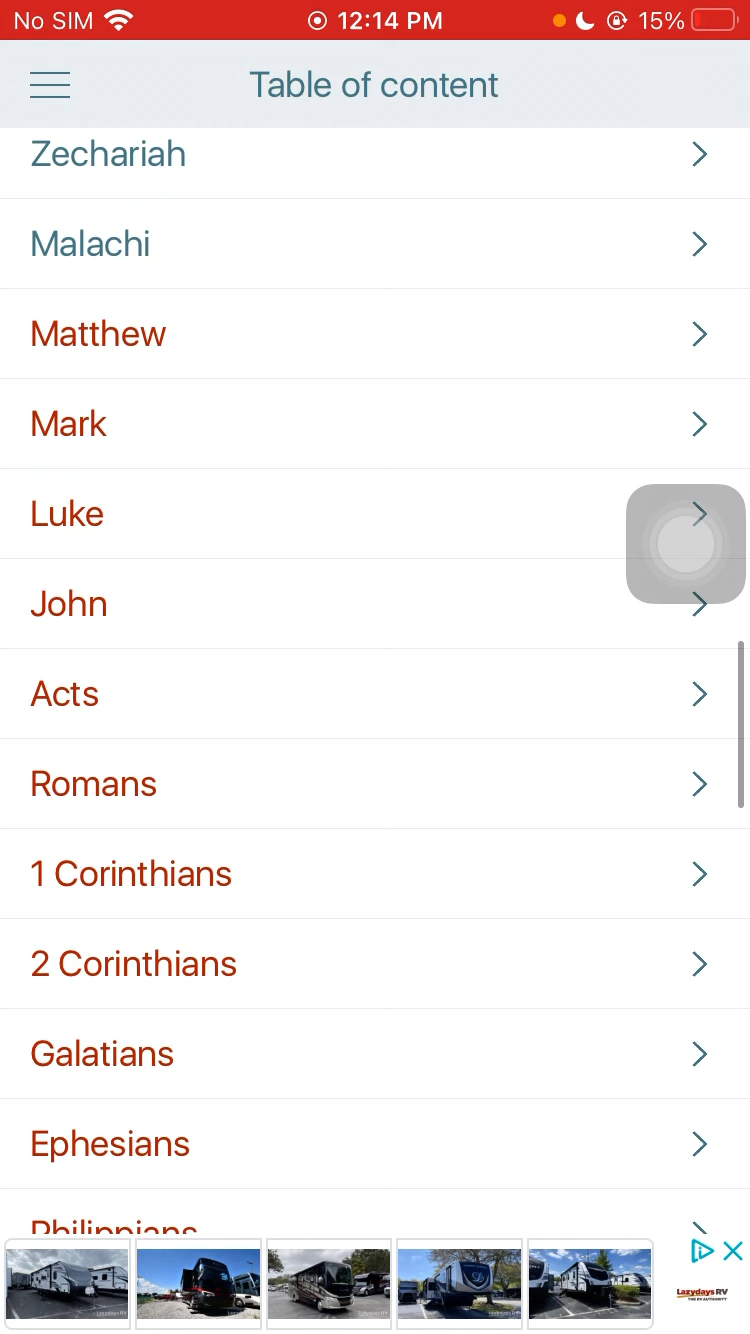 No SIM 12:14 PM 15%
Table of content
Zechariah
Malachi
Matthew
Mark
Luke
John
Acts
Romans
1 Corinthians
2 Corinthians
Galatians
Ephesians
Philippians
Lazydays RV
THE RV AUTHORITY